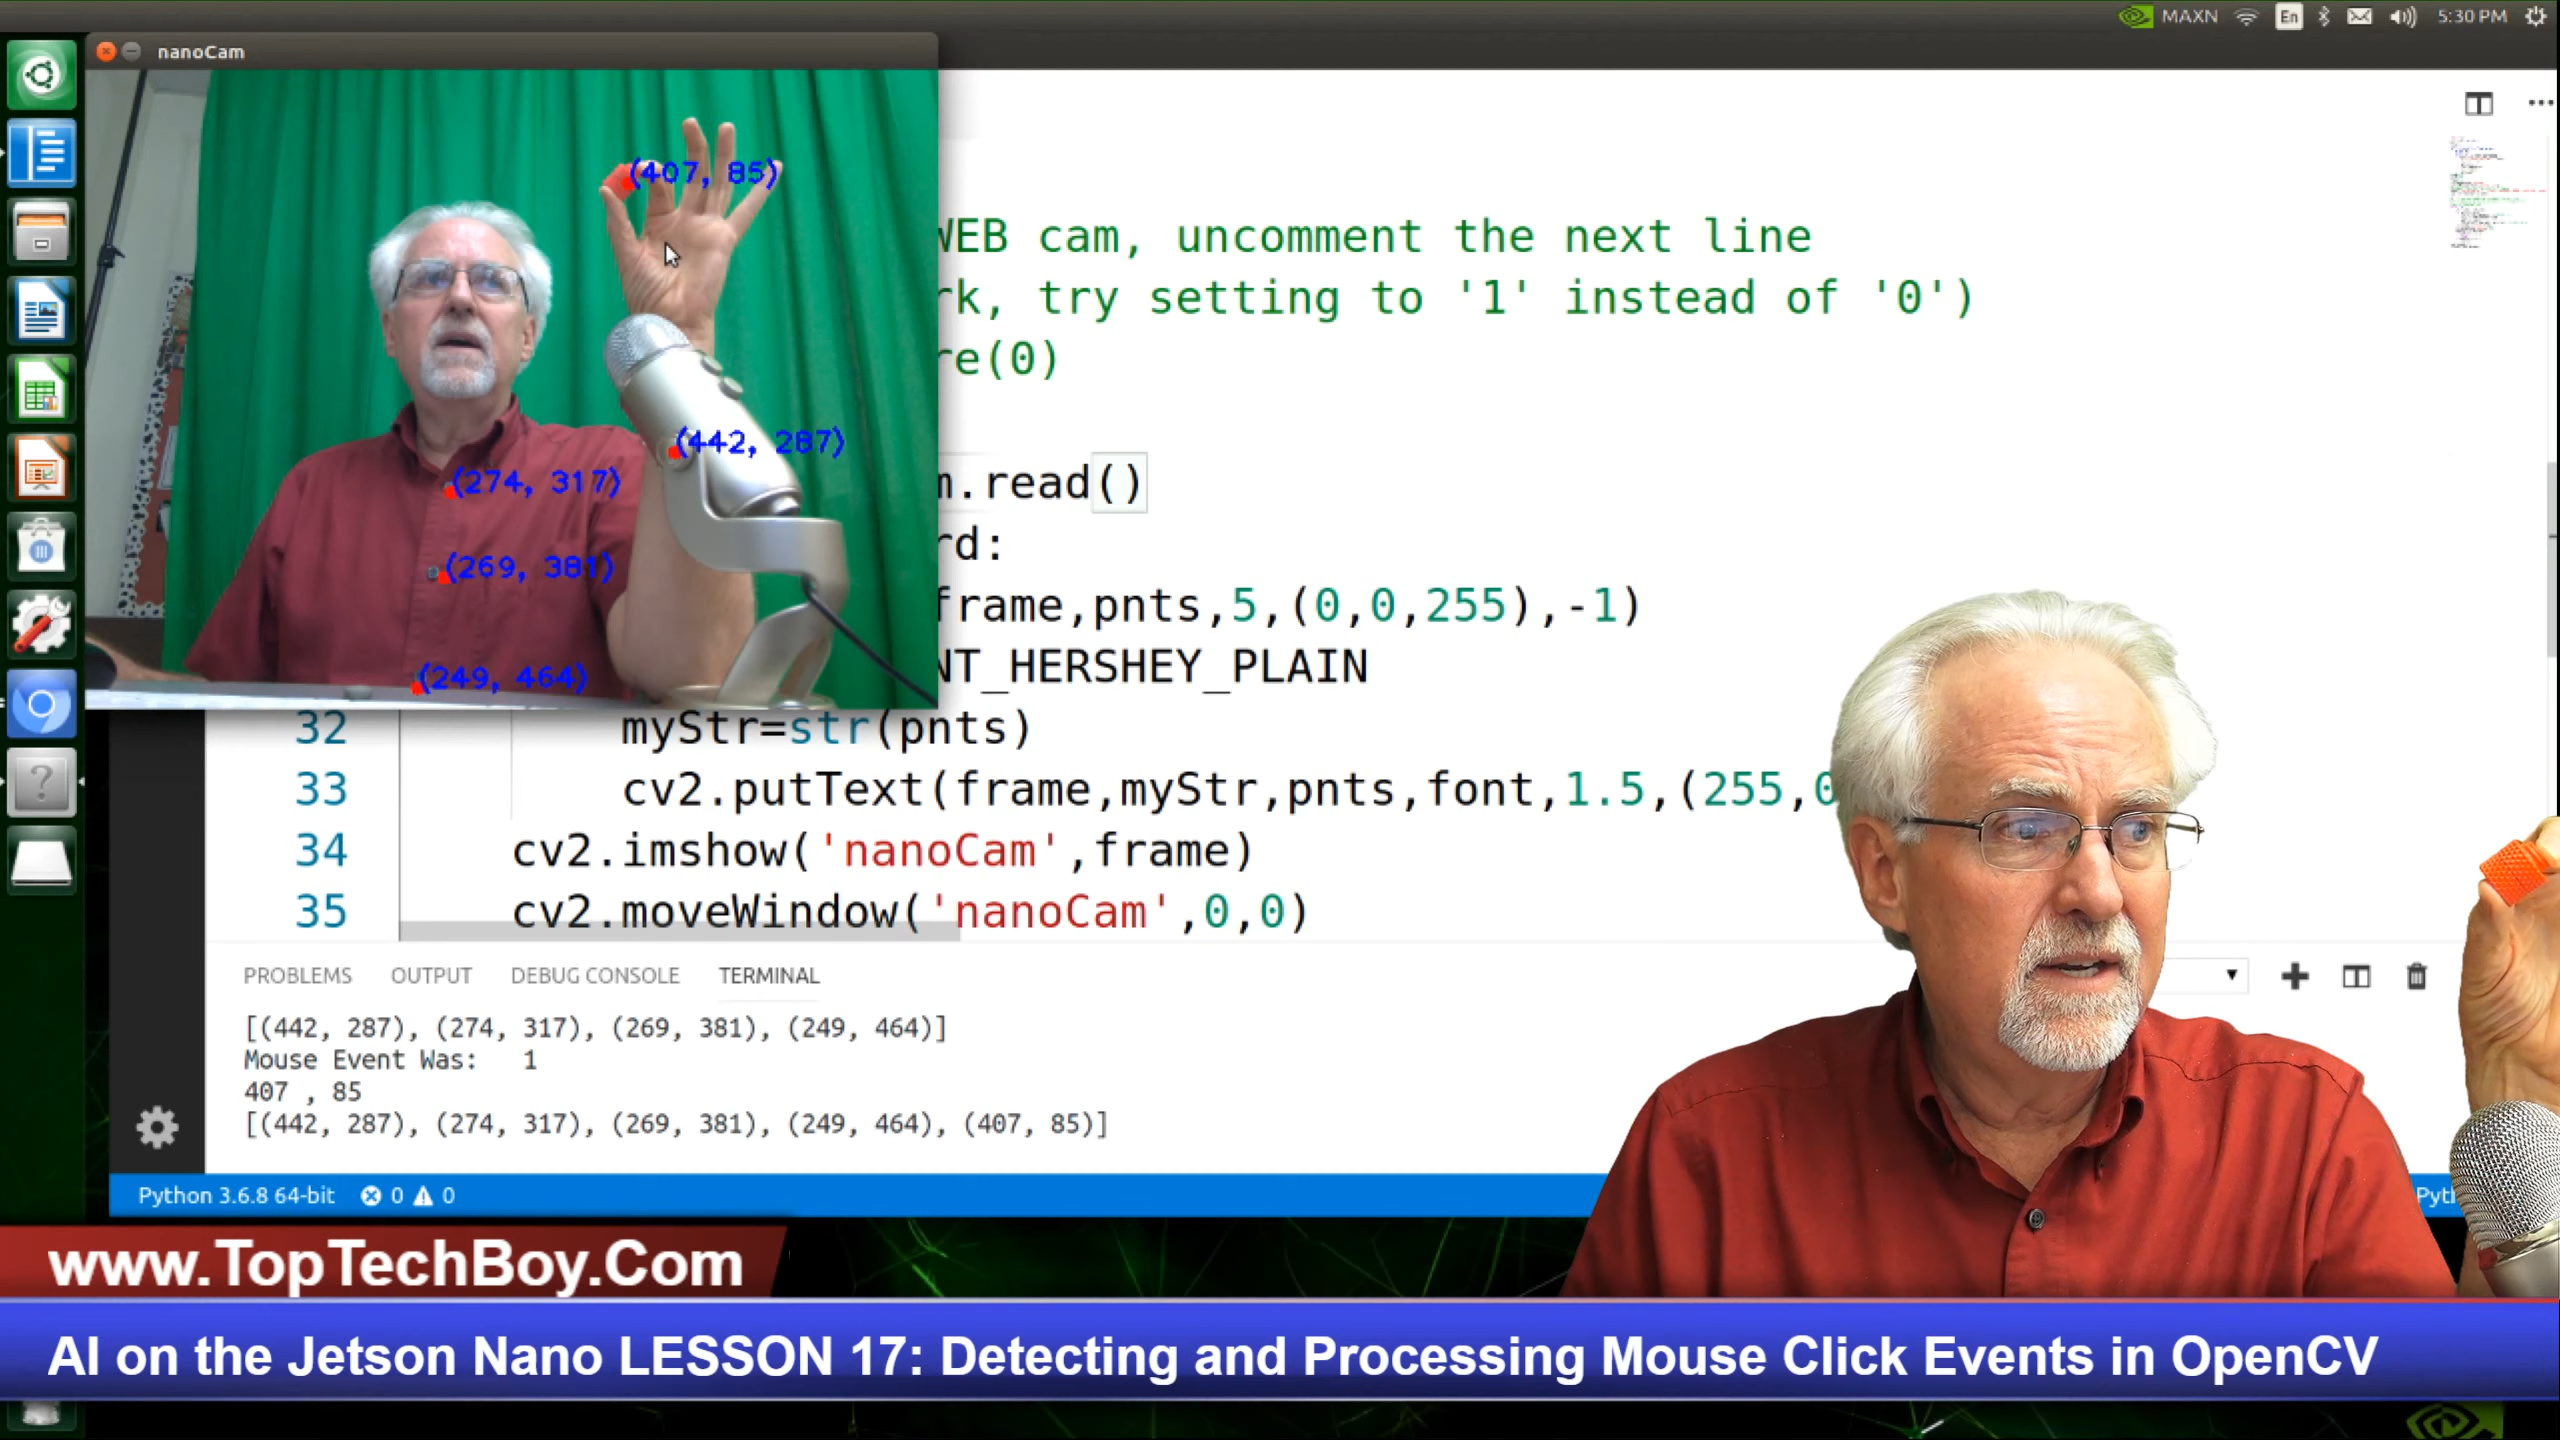 MAXN En 5:30 PM
nanoCam
(407, 85)
(442, 287)
(274, 317)
(269, 381)
(249, 464)
WEB cam, uncomment the next line
rk, try setting to '1' instead of '0')
re(0)
m.read()
rd:
frame,pnts,5,(0,0,255),-1)
NT_HERSHEY_PLAIN
32 myStr=str(pnts)
33 cv2.putText(frame,myStr,pnts,font,1.5,(255,0
34 cv2.imshow('nanoCam',frame)
35 cv2.moveWindow('nanoCam',0,0)
PROBLEMS OUTPUT DEBUG CONSOLE TERMINAL
[(442, 287), (274, 317), (269, 381), (249, 464)]
Mouse Event Was: 1
407 , 85
[(442, 287), (274, 317), (269, 381), (249, 464), (407, 85)]
Python 3.6.8 64-bit 0 0 Pyt
www.TopTechBoy.Com
AI on the Jetson Nano LESSON 17: Detecting and Processing Mouse Click Events in OpenCV